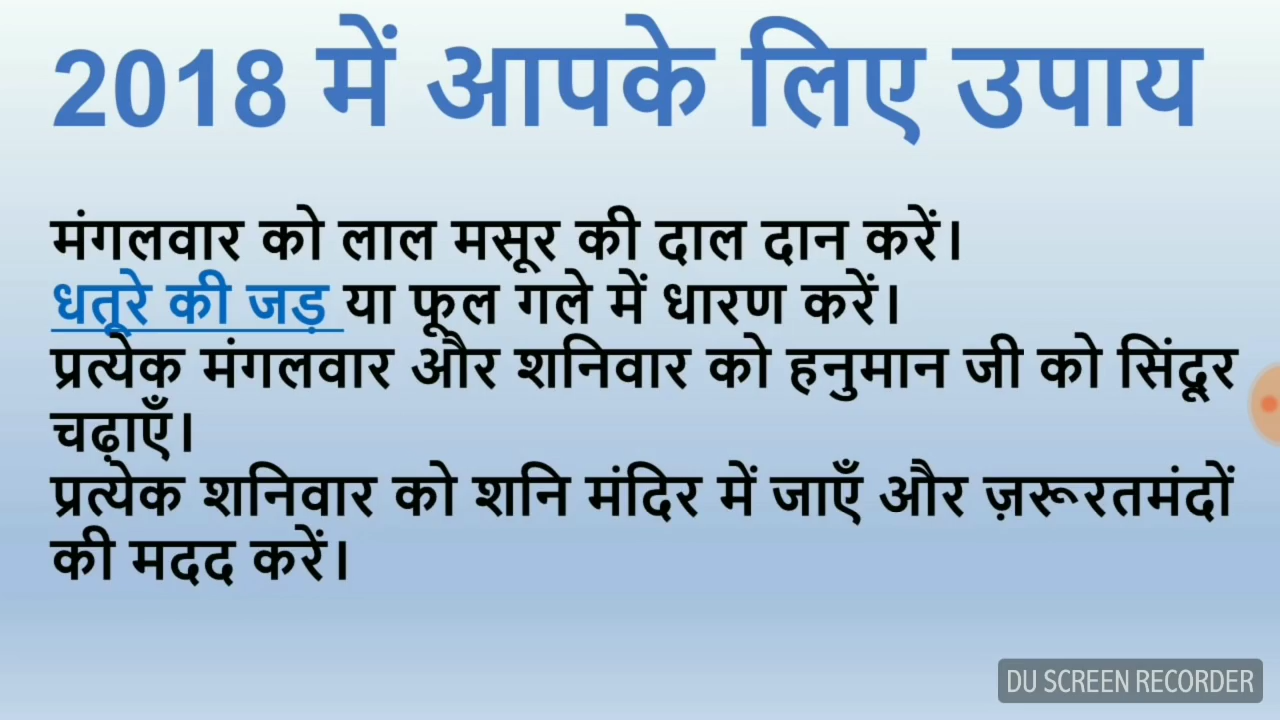 2018 में आपके लिए उपाय
मंगलवार को लाल मसूर की दाल दान करें।
धतूरे की जड़ या फूल गले में धारण करें।
प्रत्येक मंगलवार और शनिवार को हनुमान जी को सिंदूर
चढ़ाएँ।
प्रत्येक शनिवार को शनि मंदिर में जाएँ और ज़रूरतमंदों
की मदद करें।
DU SCREEN RECORDER